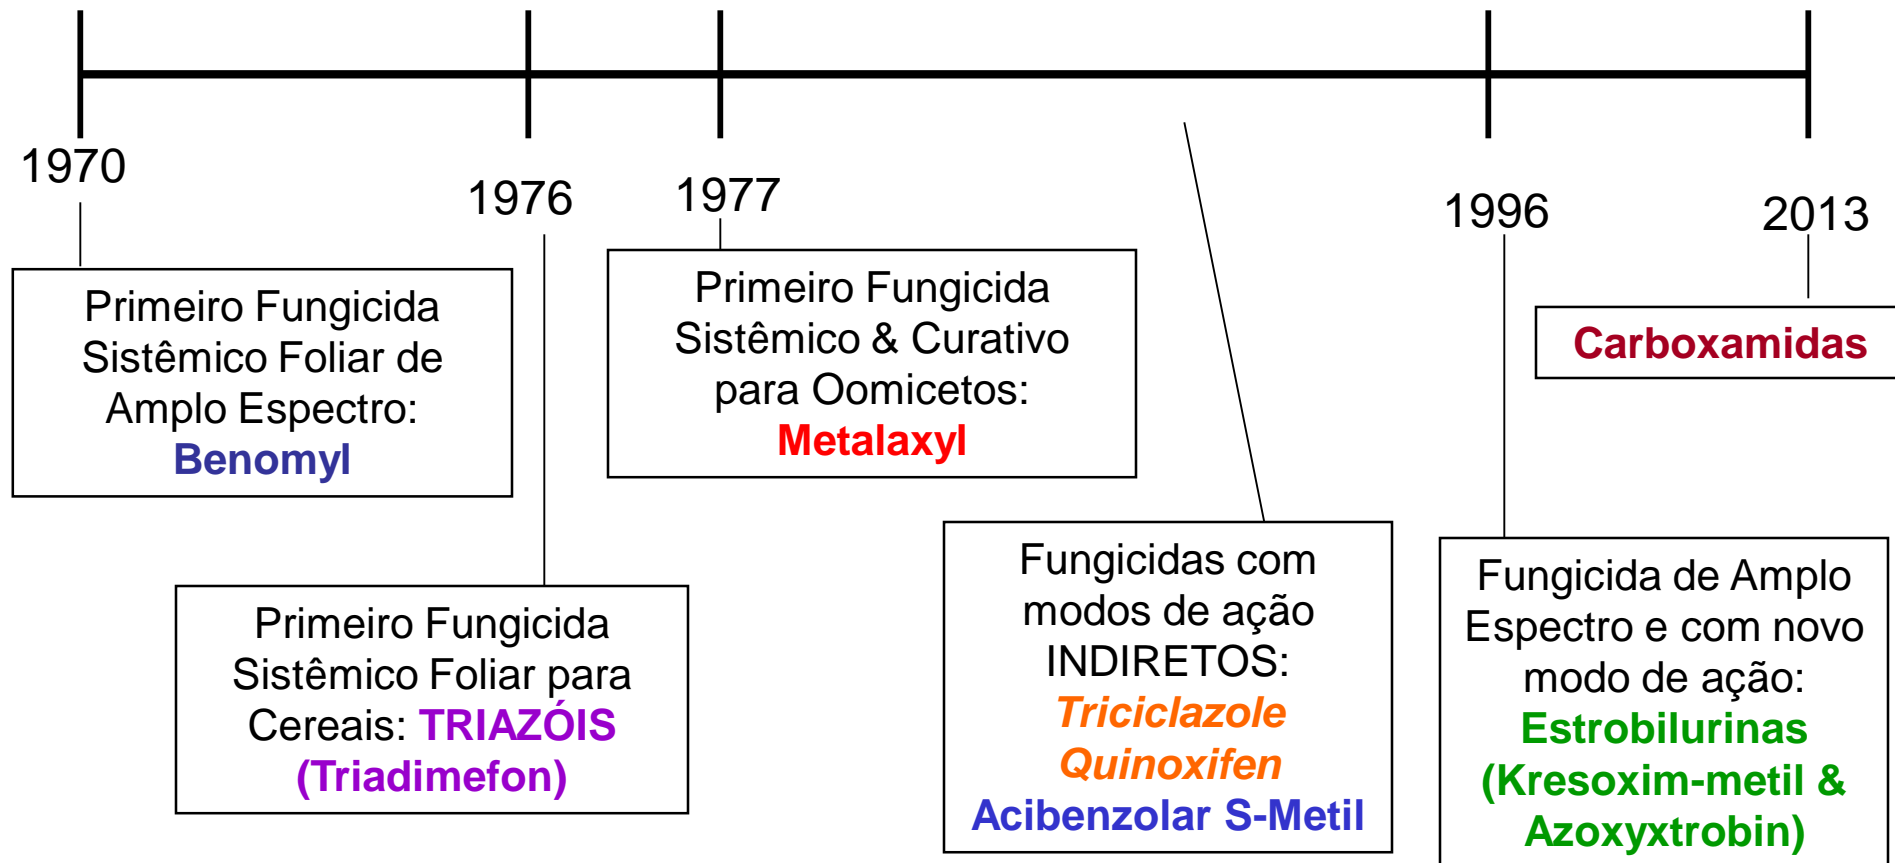 1970
1976
1977
1996
2013
Primeiro Fungicida
Sistêmico Foliar de
Amplo Espectro:
Benomyl
Primeiro Fungicida
Sistêmico Foliar para
Cereais: TRIAZÓIS
(Triadimefon)
Primeiro Fungicida
Sistêmico & Curativo
para Oomicetos:
Metalaxyl
Fungicidas com
modos de ação
INDIRETOS:
Triciclazole
Quinoxifen
Acibenzolar S-Metil
Fungicida de Amplo
Espectro e com novo
modo de ação:
Estrobilurinas
(Kresoxim-metil &
Azoxyxtrobin)
Carboxamidas